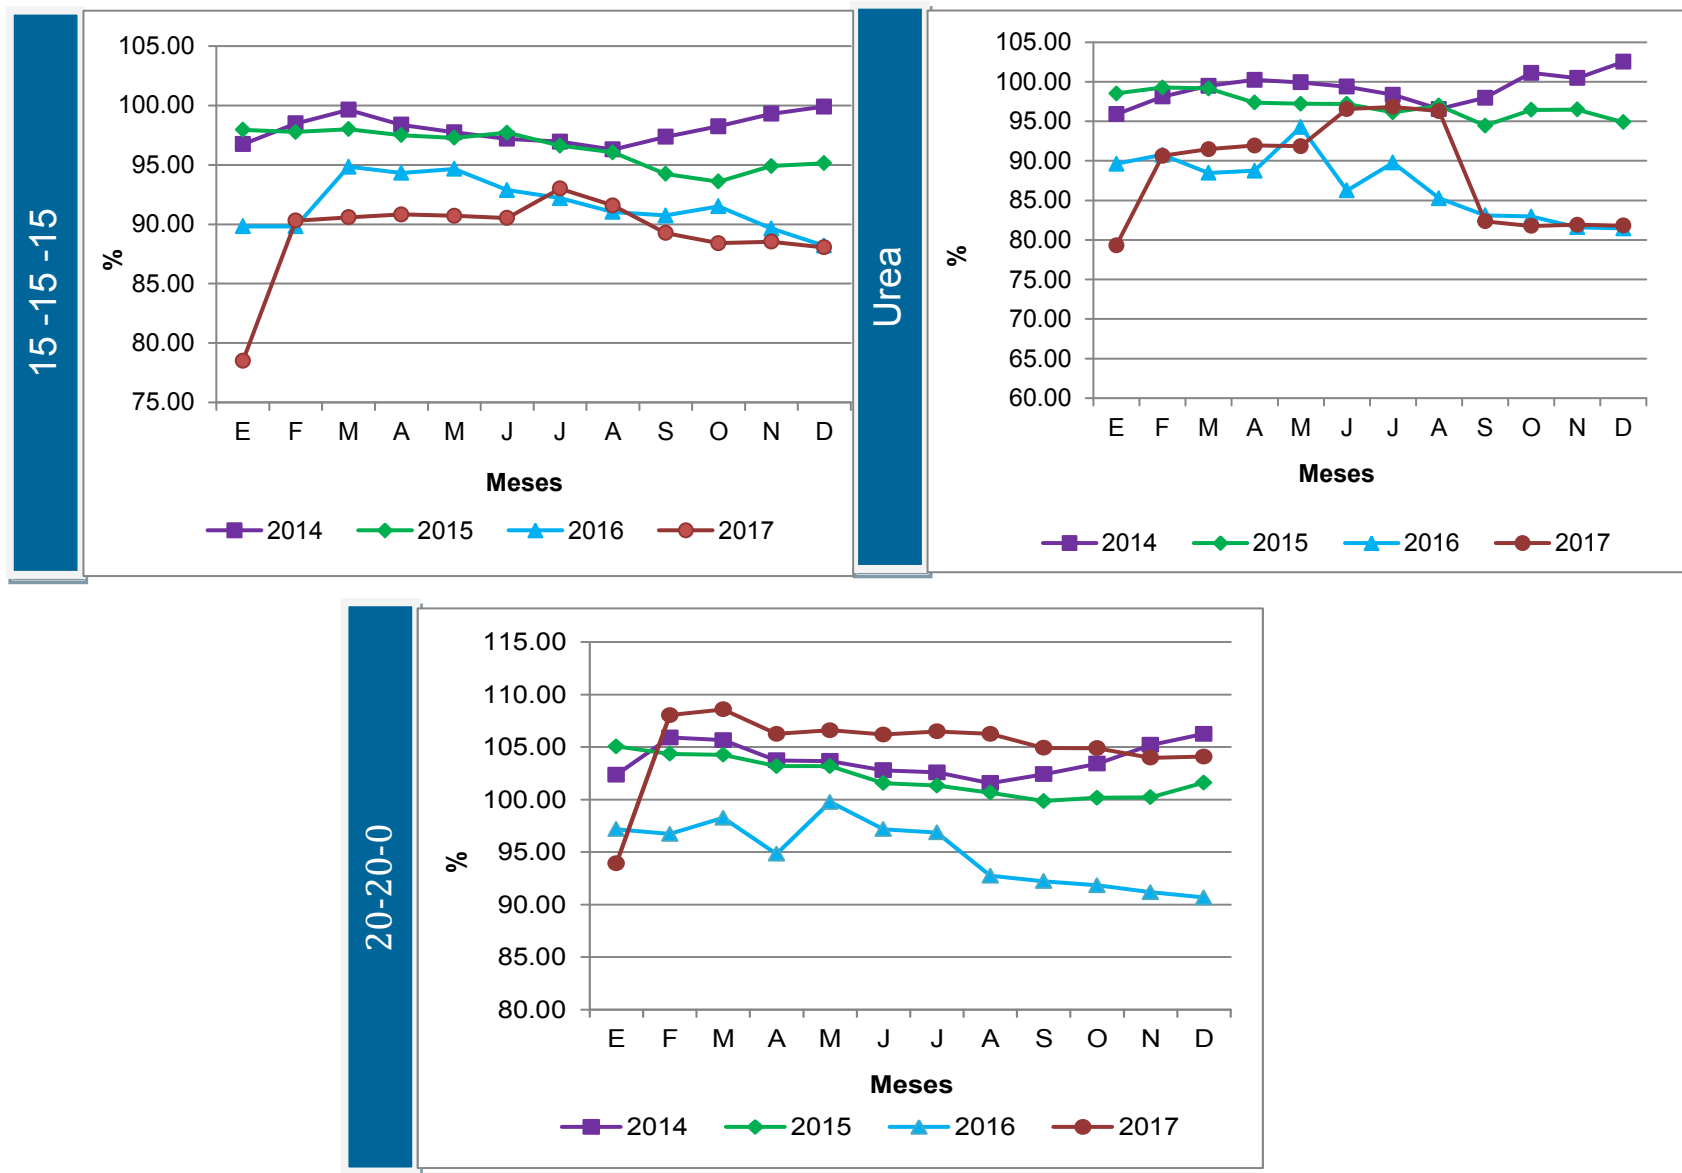 15 -15 -15
105.00
100.00
95.00
90.00
85.00
80.00
75.00
%
E F M A M J J A S O N D
Meses
2014 2015 2016 2017
Urea
105.00
100.00
95.00
90.00
85.00
80.00
75.00
70.00
65.00
60.00
%
E F M A M J J A S O N D
Meses
2014 2015 2016 2017
20-20-0
115.00
110.00
105.00
100.00
95.00
90.00
85.00
80.00
%
E F M A M J J A S O N D
Meses
2014 2015 2016 2017